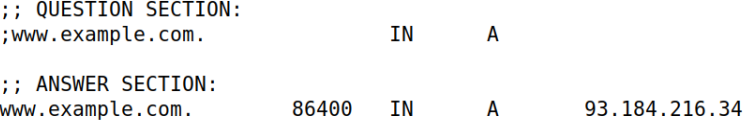 ;; QUESTION SECTION:
;www.example.com. IN A
;; ANSWER SECTION:
www.example.com. 86400 IN A 93.184.216.34